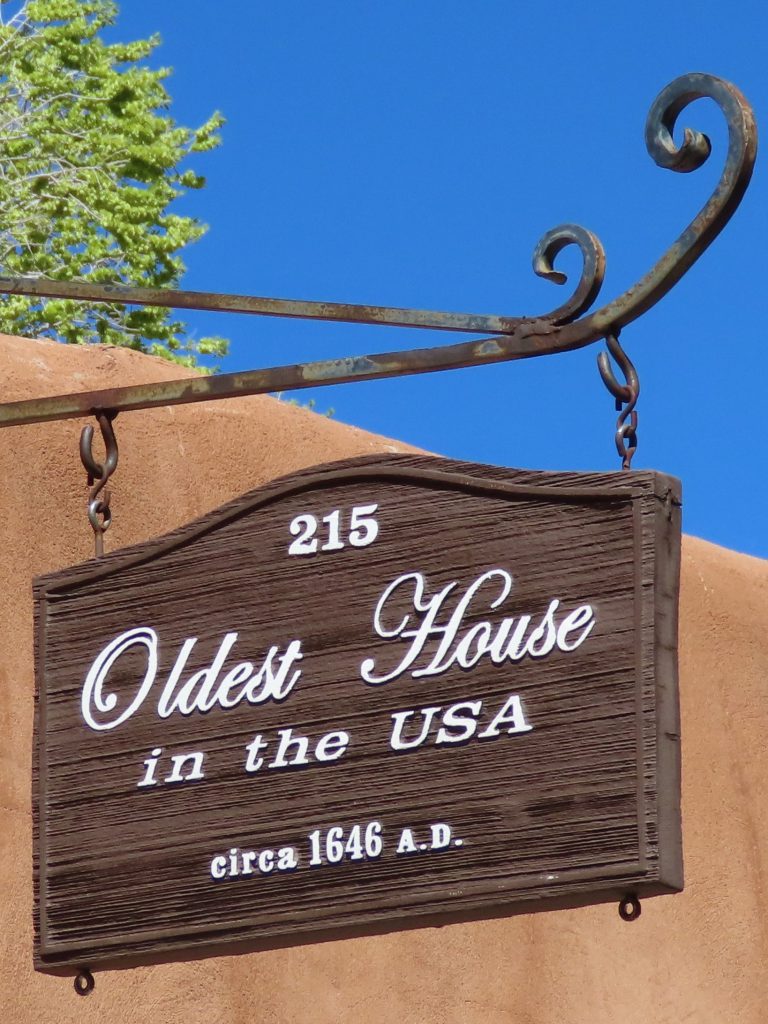 215
Oldest House
in the USA
circa 1646 A.D.